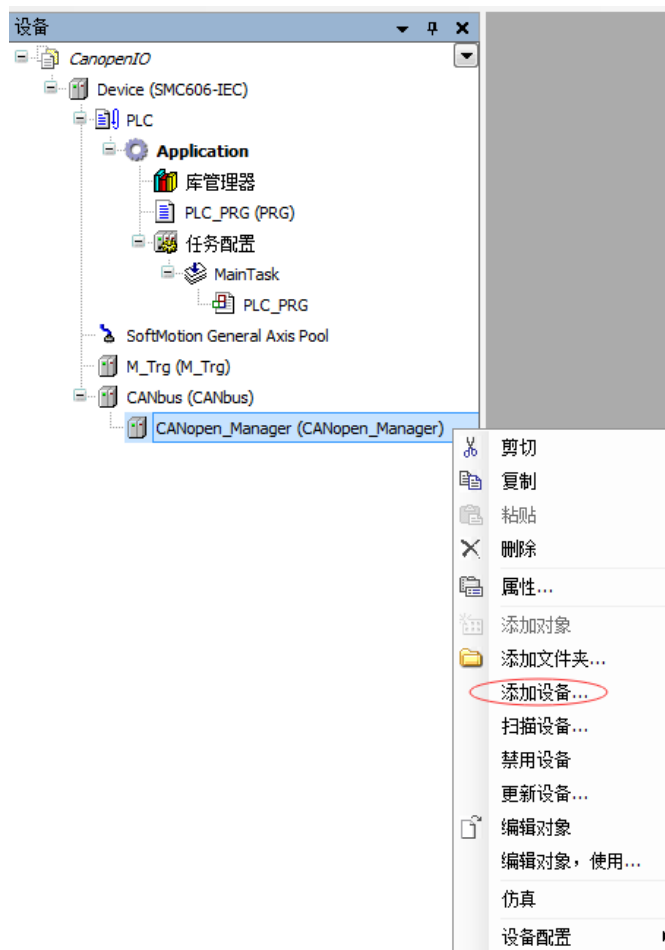 设备
CanopenIO
Device (SMC606-IEC)
PLC
Application
库管理器
PLC_PRG (PRG)
任务配置
MainTask
PLC_PRG
SoftMotion General Axis Pool
M_Trg (M_Trg)
CANbus (CANbus)
CANopen_Manager (CANopen_Manager)
剪切
复制
粘贴
删除
属性...
添加对象
添加文件夹...
添加设备...
扫描设备...
禁用设备
更新设备...
编辑对象
编辑对象，使用...
仿真
设备配置